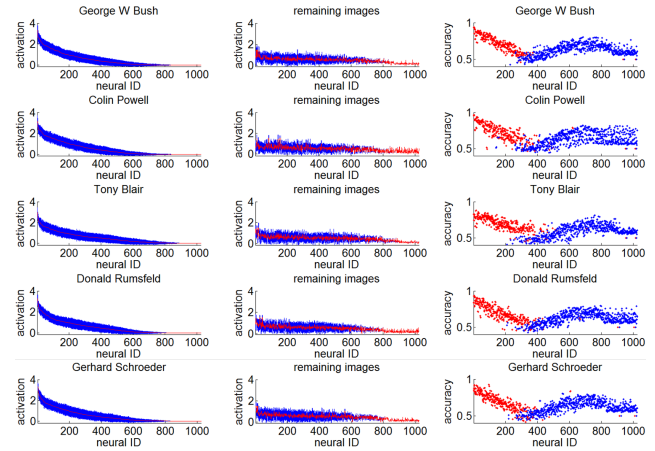 George W Bush remaining images George W Bush
activation 4 2 0 200 400 600 800 1000 neural ID
activation 4 2 0 200 400 600 800 1000 neural ID
accuracy 0.5 0 200 400 600 800 1000 neural ID
Colin Powell remaining images Colin Powell
activation 4 2 0 200 400 600 800 1000 neural ID
activation 4 2 0 200 400 600 800 1000 neural ID
accuracy 0.5 0 200 400 600 800 1000 neural ID
Tony Blair remaining images Tony Blair
activation 4 2 0 200 400 600 800 1000 neural ID
activation 4 2 0 200 400 600 800 1000 neural ID
accuracy 0.5 0 200 400 600 800 1000 neural ID
Donald Rumsfeld remaining images Donald Rumsfeld
activation 4 2 0 200 400 600 800 1000 neural ID
activation 4 2 0 200 400 600 800 1000 neural ID
accuracy 0.5 0 200 400 600 800 1000 neural ID
Gerhard Schroeder remaining images Gerhard Schroeder
activation 4 2 0 200 400 600 800 1000 neural ID
activation 4 2 0 200 400 600 800 1000 neural ID
accuracy 0.5 0 200 400 600 800 1000 neural ID